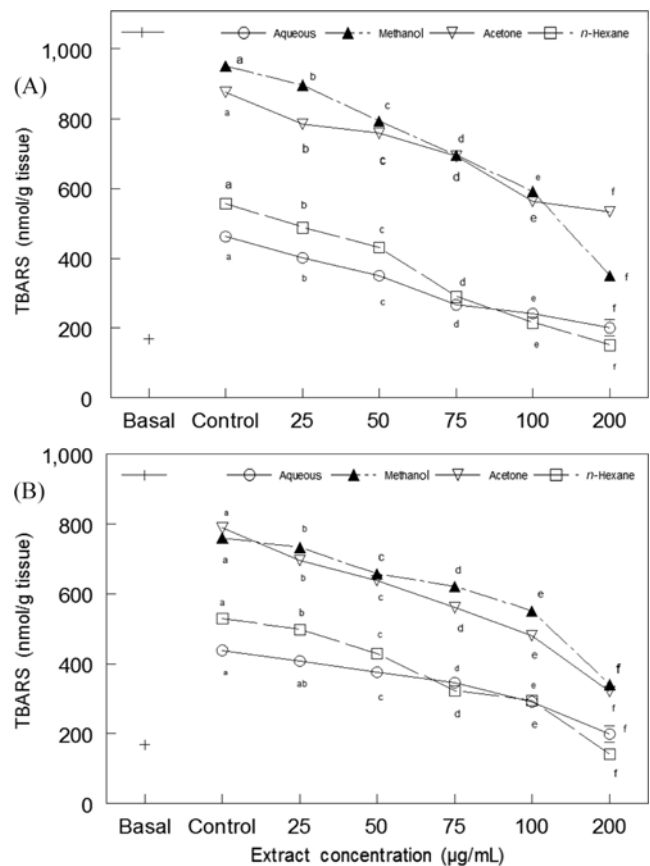 (A)
1,000
800
600
400
200
0
TBARS (nmol/g tissue)
Aqueous Methanol Acetone n-Hexane
a b c d e f
a b c d e f
a b c d e f
a b c d e f
Basal Control 25 50 75 100 200
(B)
1,000
800
600
400
200
0
TBARS (nmol/g tissue)
Aqueous Methanol Acetone n-Hexane
a b c d e f
a b c d e f
a b c d e f
a ab c d e f
Basal Control 25 50 75 100 200
Extract concentration (µg/mL)